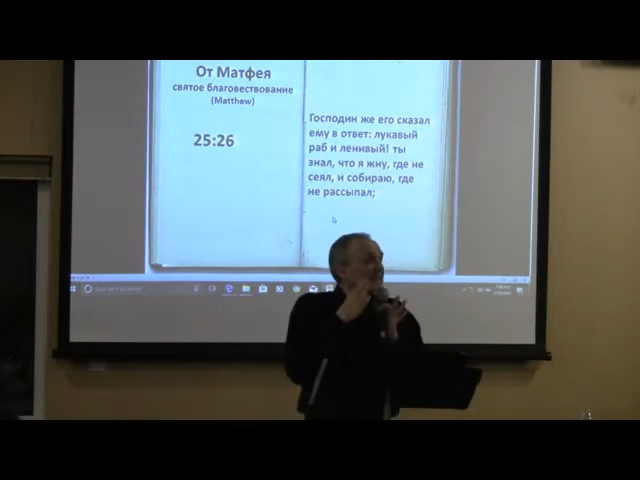 От Матфея
святое благовествование
(Matthew)
25:26
Господин же его сказал
ему в ответ: лукавый
раб и ленивый! ты
знал, что я жну, где не
сеял, и собираю, где
не рассыпал;